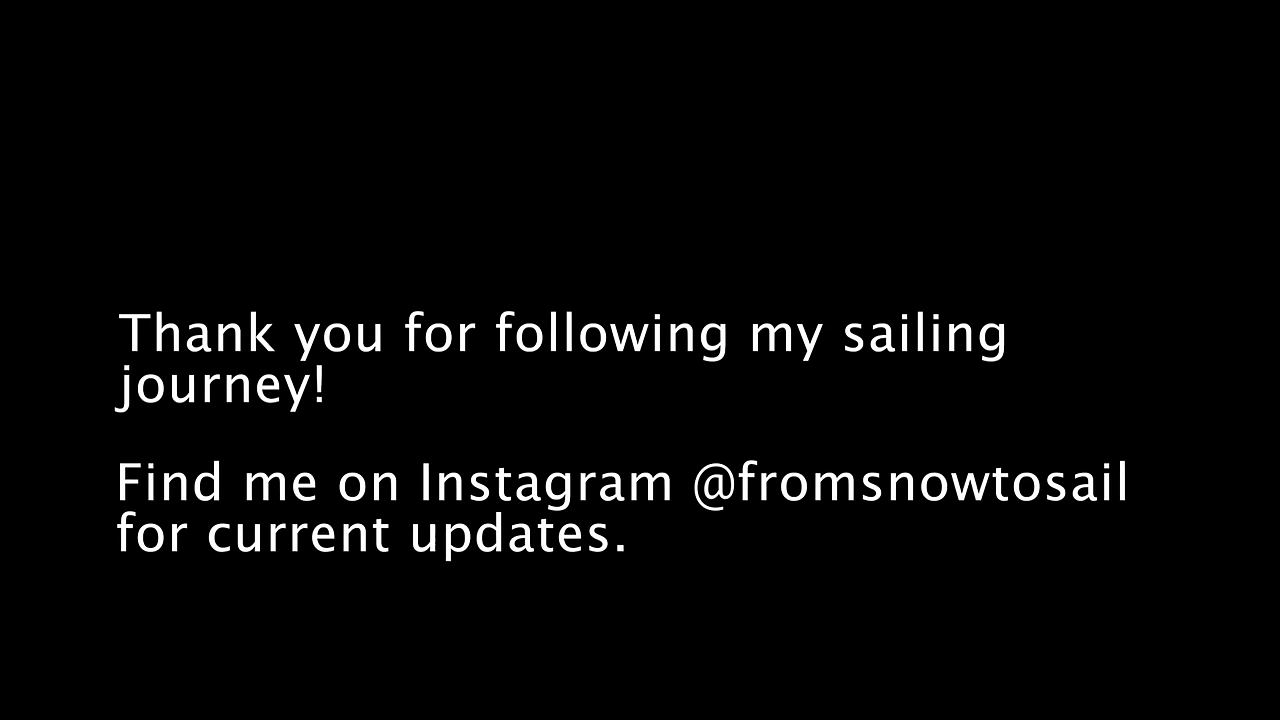 Thank you for following my sailing
journey!
Find me on Instagram @fromsnowtosail
for current updates.